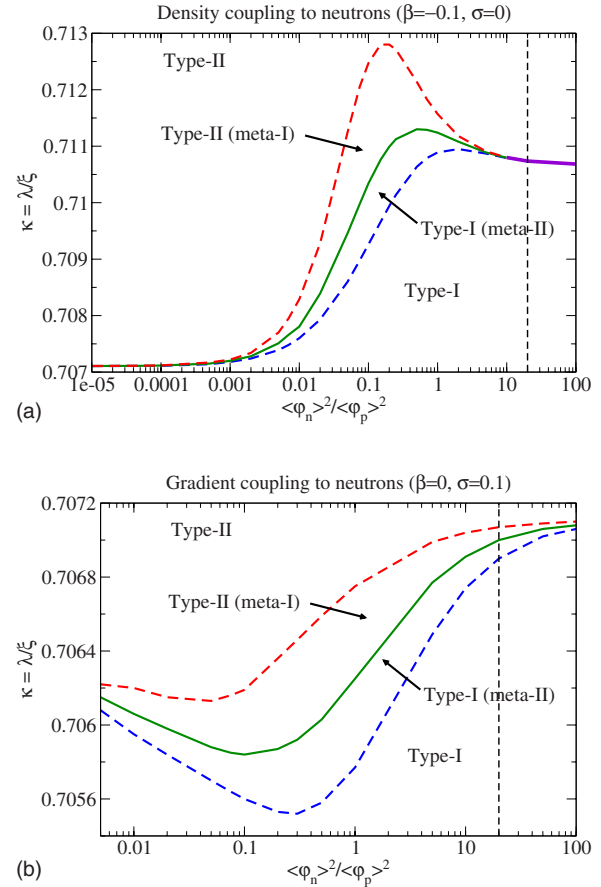 Density coupling to neutrons (β=−0.1, σ=0)
0.713
0.712
0.711
0.71
0.709
0.708
0.707
κ = λ/ξ
Type-II
Type-II (meta-I)
Type-I (meta-II)
Type-I
1e-05 0.0001 0.001 0.01 0.1 1 10 100
<φn>²/<φp>²
(a)
Gradient coupling to neutrons (β=0, σ=0.1)
0.7072
0.7068
0.7064
0.706
0.7056
κ = λ/ξ
Type-II
Type-II (meta-I)
Type-I (meta-II)
Type-I
0.01 0.1 1 10 100
<φn>²/<φp>²
(b)